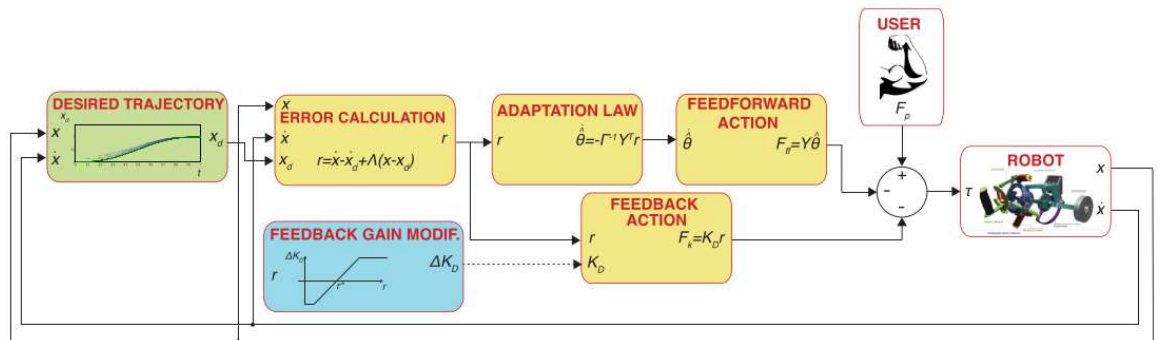 USER
F_p
DESIRED TRAJECTORY
x_d
x
ẋ
x_d
t
x
ERROR CALCULATION
ẋ
r
x_d
r=ẋ-ẋ_d+Λ(x-x_d)
ADAPTATION LAW
r
θ̂̇=-Γ⁻¹Yᵀr
FEEDFORWARD
ACTION
θ̂̇
F_ff=Yθ̂
+
-
-
ROBOT
τ
x
ẋ
FEEDBACK
ACTION
r
F_k=K_D r
K_D
FEEDBACK GAIN MODIF.
ΔK_D
r
r*
r
ΔK_D